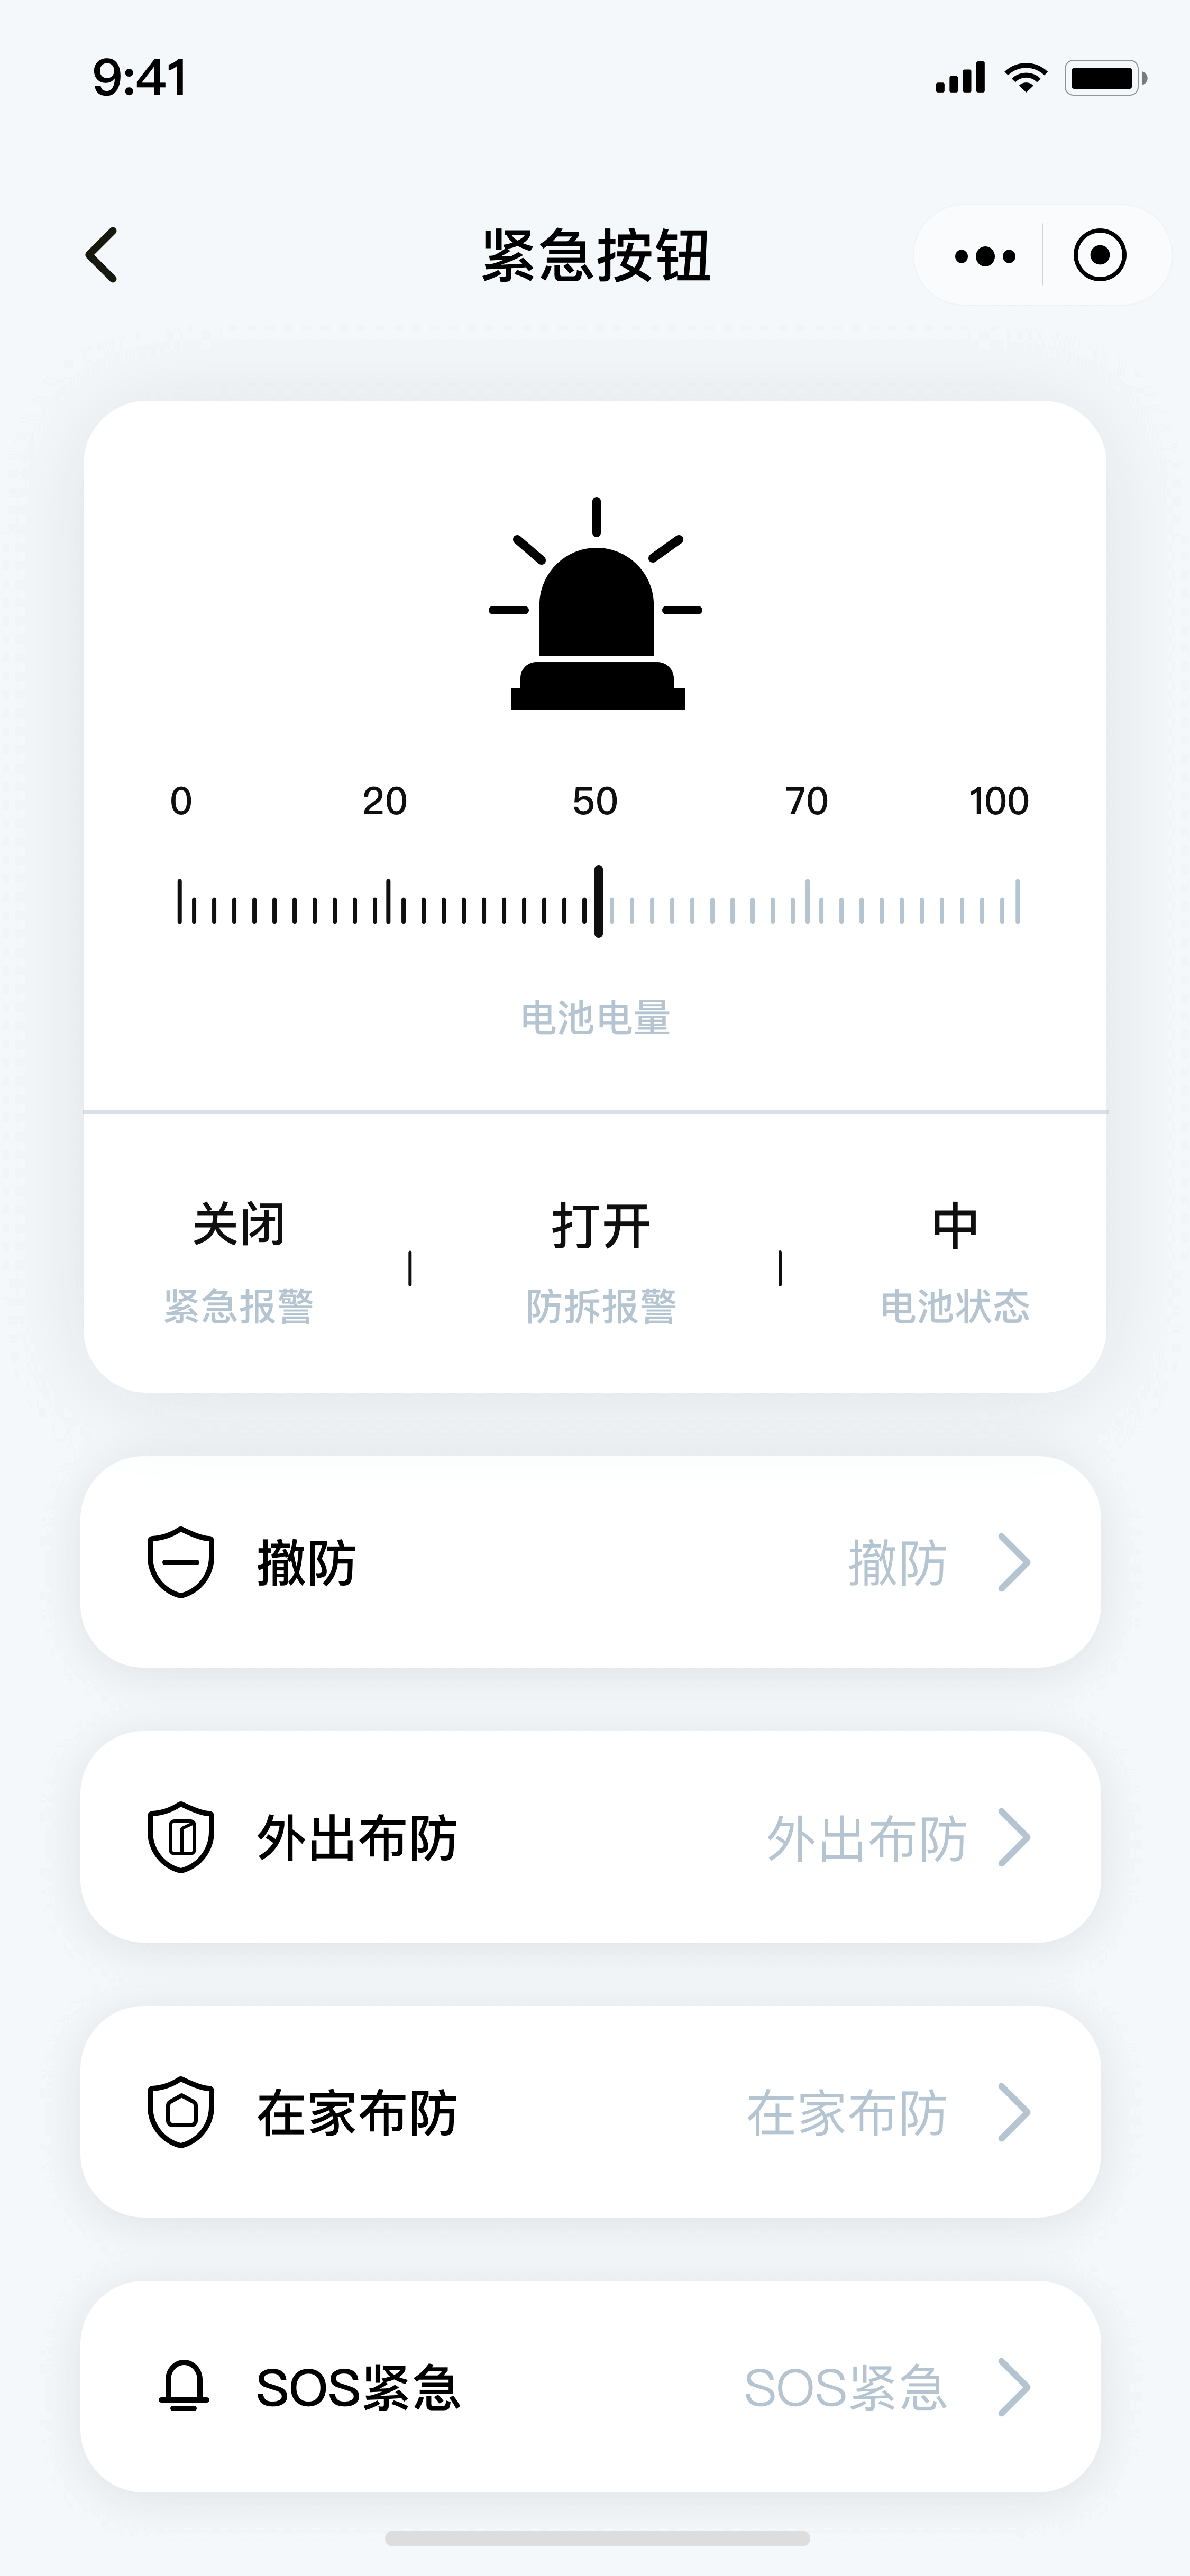 9:41
紧急按钮
0 20 50 70 100
电池电量
关闭 打开 中
紧急报警 防拆报警 电池状态
撤防 撤防
外出布防 外出布防
在家布防 在家布防
SOS紧急 SOS紧急